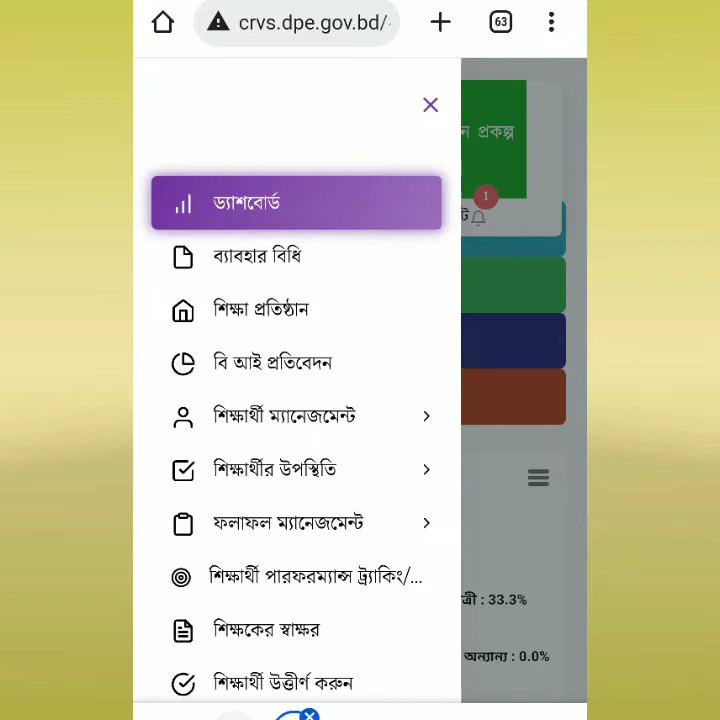 crvs.dpe.gov.bd/
63
ন প্রকল্প
ড্যাশবোর্ড
1
ট
ব্যাবহার বিধি
শিক্ষা প্রতিষ্ঠান
বি আই প্রতিবেদন
শিক্ষার্থী ম্যানেজমেন্ট
শিক্ষার্থীর উপস্থিতি
ফলাফল ম্যানেজমেন্ট
শিক্ষার্থী পারফরম্যান্স ট্র্যাকিং/...
ত্রী : 33.3%
শিক্ষকের স্বাক্ষর
অন্যান্য : 0.0%
শিক্ষার্থী উত্তীর্ণ করুন